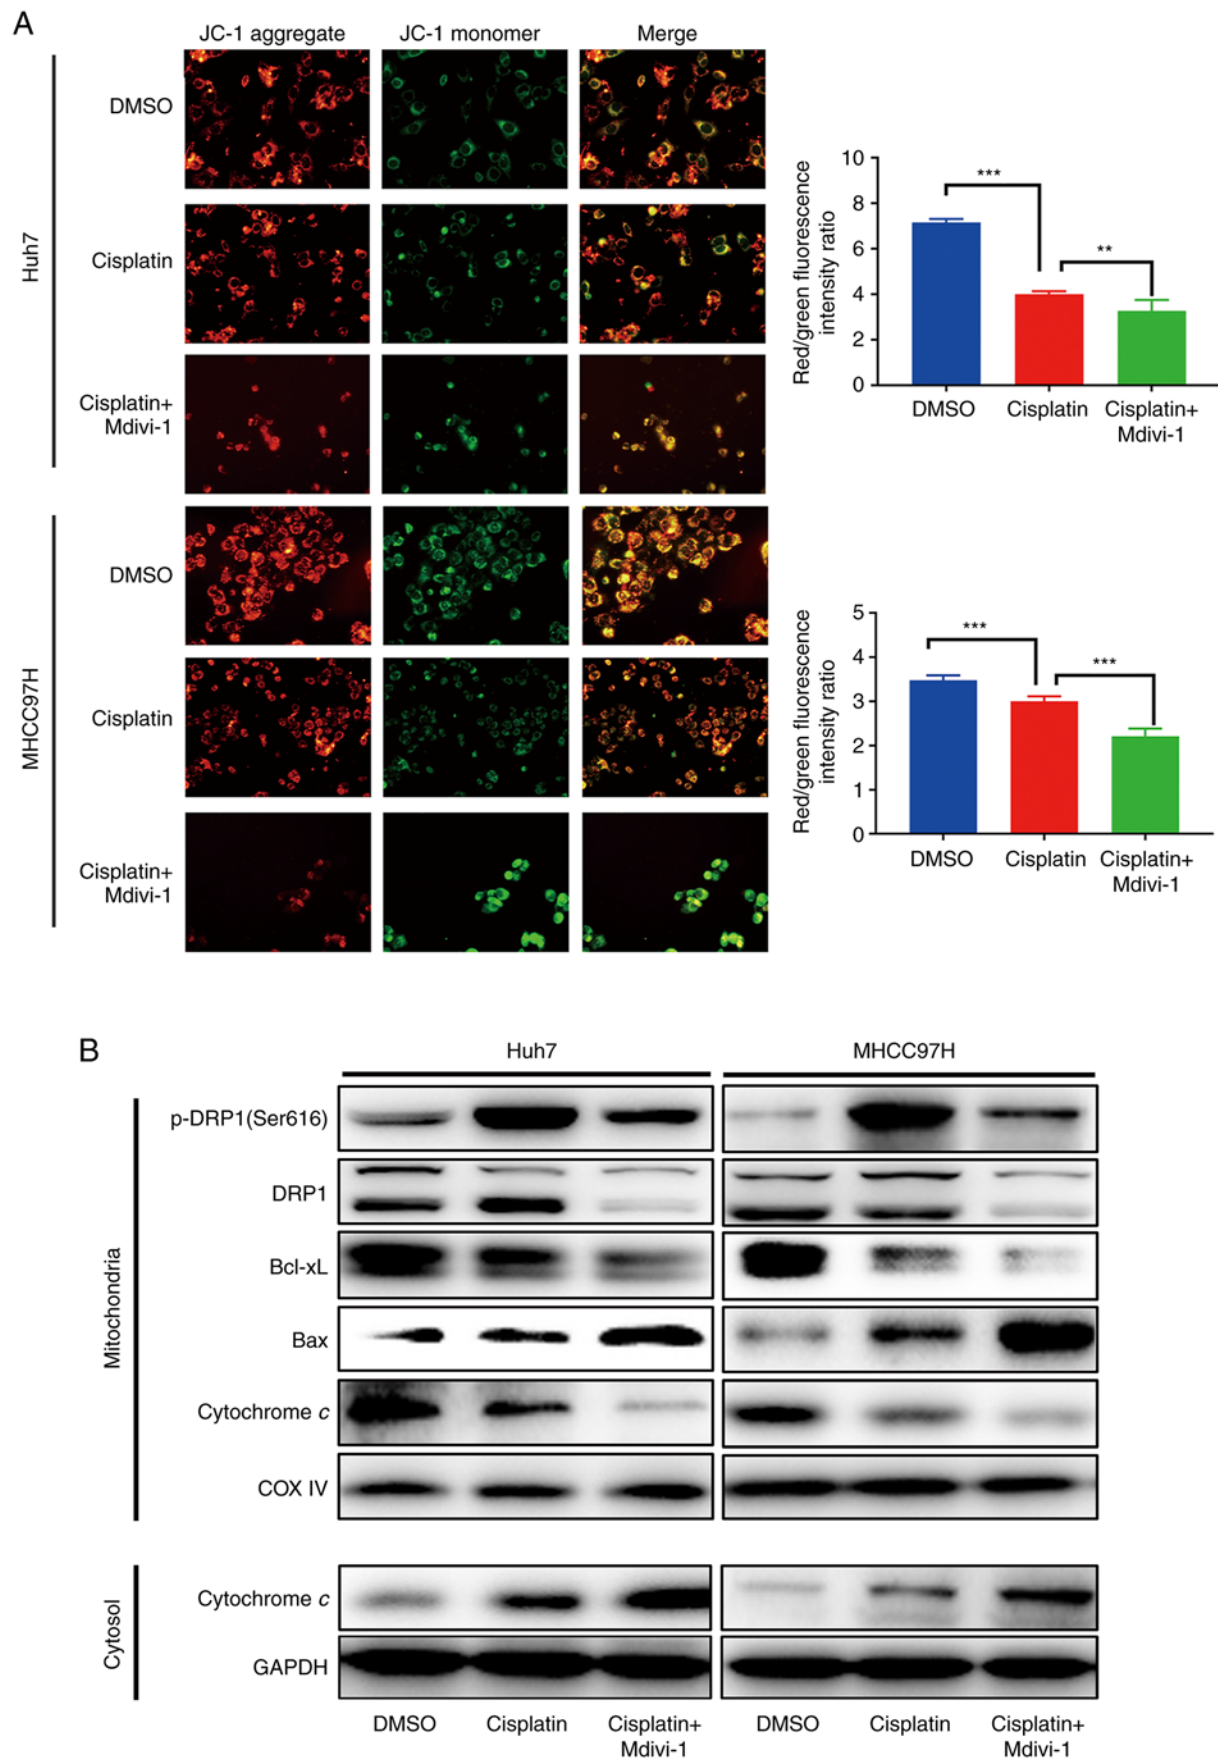 A
JC-1 aggregate
JC-1 monomer
Merge
Huh7
DMSO
Cisplatin
Cisplatin+
Mdivi-1
MHCC97H
DMSO
Cisplatin
Cisplatin+
Mdivi-1
Red/green fluorescence
intensity ratio
10
8
6
4
2
0
***
**
DMSO
Cisplatin
Cisplatin+
Mdivi-1
Red/green fluorescence
intensity ratio
5
4
3
2
1
0
***
***
DMSO
Cisplatin
Cisplatin+
Mdivi-1
B
Huh7
MHCC97H
Mitochondria
p-DRP1(Ser616)
DRP1
Bcl-xL
Bax
Cytochrome c
COX IV
Cytosol
Cytochrome c
GAPDH
DMSO
Cisplatin
Cisplatin+
Mdivi-1
DMSO
Cisplatin
Cisplatin+
Mdivi-1